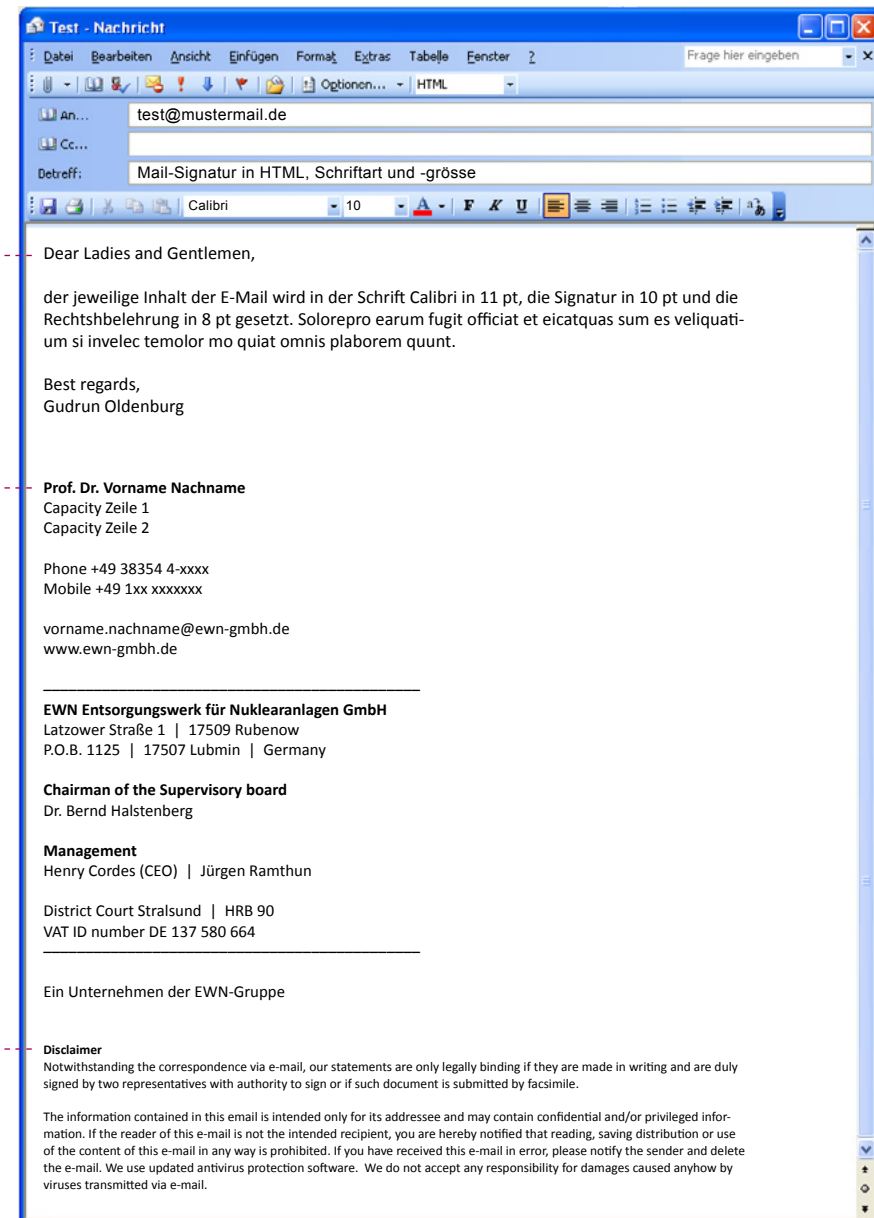 Test - Nachricht
Datei Bearbeiten Ansicht Einfügen Format Extras Tabelle Fenster ? Frage hier eingeben
Optionen... HTML
An... test@mustermail.de
Cc...
Betreff: Mail-Signatur in HTML, Schriftart und -grösse
Calibri 10 A F K U
Dear Ladies and Gentlemen,
der jeweilige Inhalt der E-Mail wird in der Schrift Calibri in 11 pt, die Signatur in 10 pt und die
Rechtshbelehrung in 8 pt gesetzt. Solorepro earum fugit officiat et eicatquas sum es veliquati-
um si invelec temolor mo quiat omnis plaborem quunt.
Best regards,
Gudrun Oldenburg
Prof. Dr. Vorname Nachname
Capacity Zeile 1
Capacity Zeile 2
Phone +49 38354 4-xxxx
Mobile +49 1xx xxxxxxx
vorname.nachname@ewn-gmbh.de
www.ewn-gmbh.de
EWN Entsorgungswerk für Nuklearanlagen GmbH
Latzower Straße 1 | 17509 Rubenow
P.O.B. 1125 | 17507 Lubmin | Germany
Chairman of the Supervisory board
Dr. Bernd Halstenberg
Management
Henry Cordes (CEO) | Jürgen Ramthun
District Court Stralsund | HRB 90
VAT ID number DE 137 580 664
Ein Unternehmen der EWN-Gruppe
Disclaimer
Notwithstanding the correspondence via e-mail, our statements are only legally binding if they are made in writing and are duly
signed by two representatives with authority to sign or if such document is submitted by facsimile.
The information contained in this email is intended only for its addressee and may contain confidential and/or privileged infor-
mation. If the reader of this e-mail is not the intended recipient, you are hereby notified that reading, saving distribution or use
of the content of this e-mail in any way is prohibited. If you have received this e-mail in error, please notify the sender and delete
the e-mail. We use updated antivirus protection software. We do not accept any responsibility for damages caused anyhow by
viruses transmitted via e-mail.